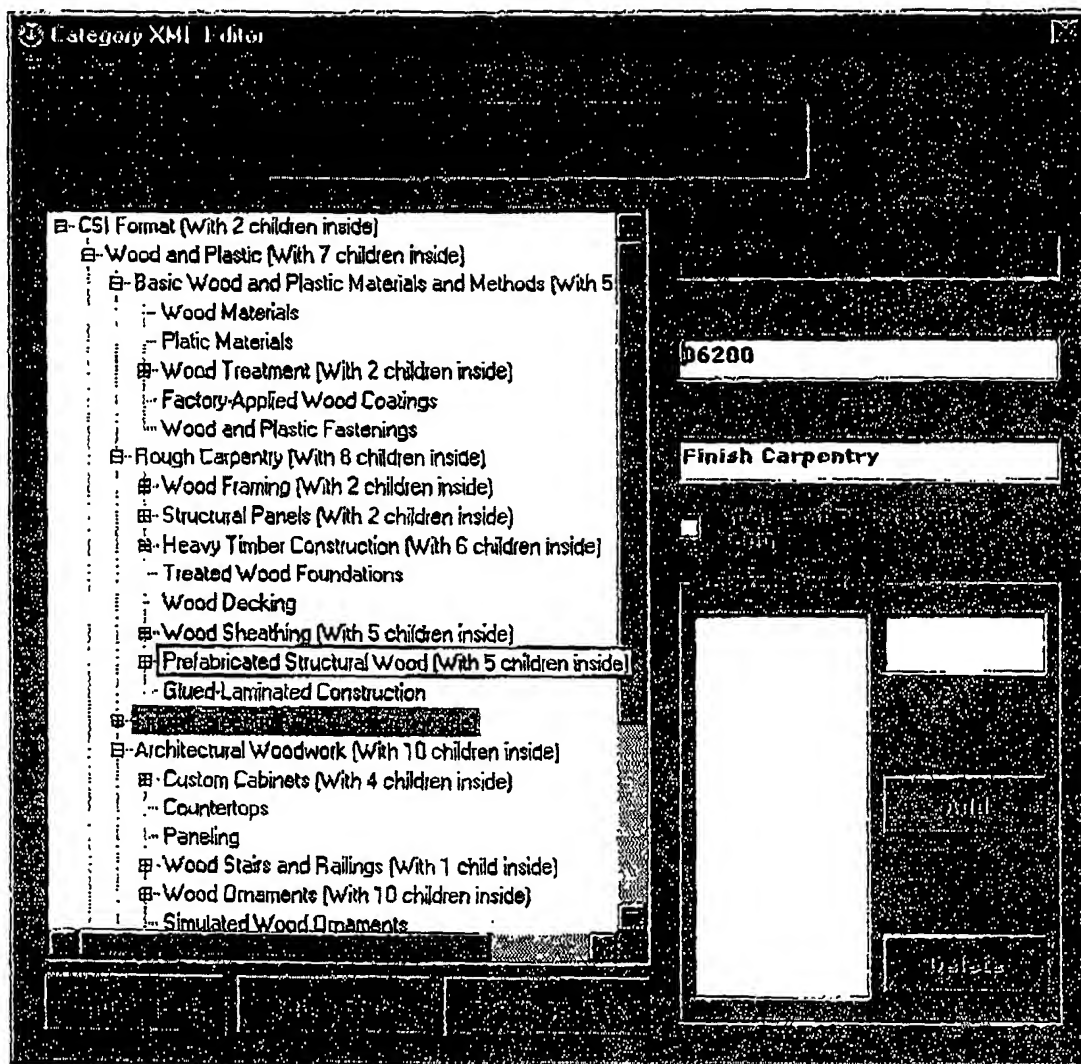 Category XML Editor
CSI Format (With 2 children inside)
Wood and Plastic (With 7 children inside)
Basic Wood and Plastic Materials and Methods (With 5
Wood Materials
Platic Materials
Wood Treatment (With 2 children inside)
Factory-Applied Wood Coatings
Wood and Plastic Fastenings
Rough Carpentry (With 8 children inside)
Wood Framing (With 2 children inside)
Structural Panels (With 2 children inside)
Heavy Timber Construction (With 6 children inside)
Treated Wood Foundations
Wood Decking
Wood Sheathing (With 5 children inside)
Prefabricated Structural Wood (With 5 children inside)
Glued-Laminated Construction
Architectural Woodwork (With 10 children inside)
Custom Cabinets (With 4 children inside)
Countertops
Paneling
Wood Stairs and Railings (With 1 child inside)
Wood Ornaments (With 10 children inside)
Simulated Wood Ornaments
06200
Finish Carpentry
Add
Delete